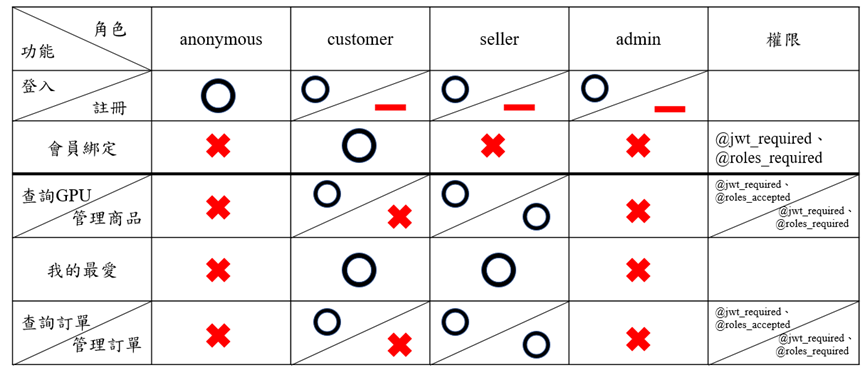 角色
功能
anonymous
customer
seller
admin
權限
登入
註冊
會員綁定
@jwt_required、
@roles_required
查詢GPU
管理商品
@jwt_required、
@roles_accepted
@jwt_required、
@roles_required
我的最愛
查詢訂單
管理訂單
@jwt_required、
@roles_accepted
@jwt_required、
@roles_required